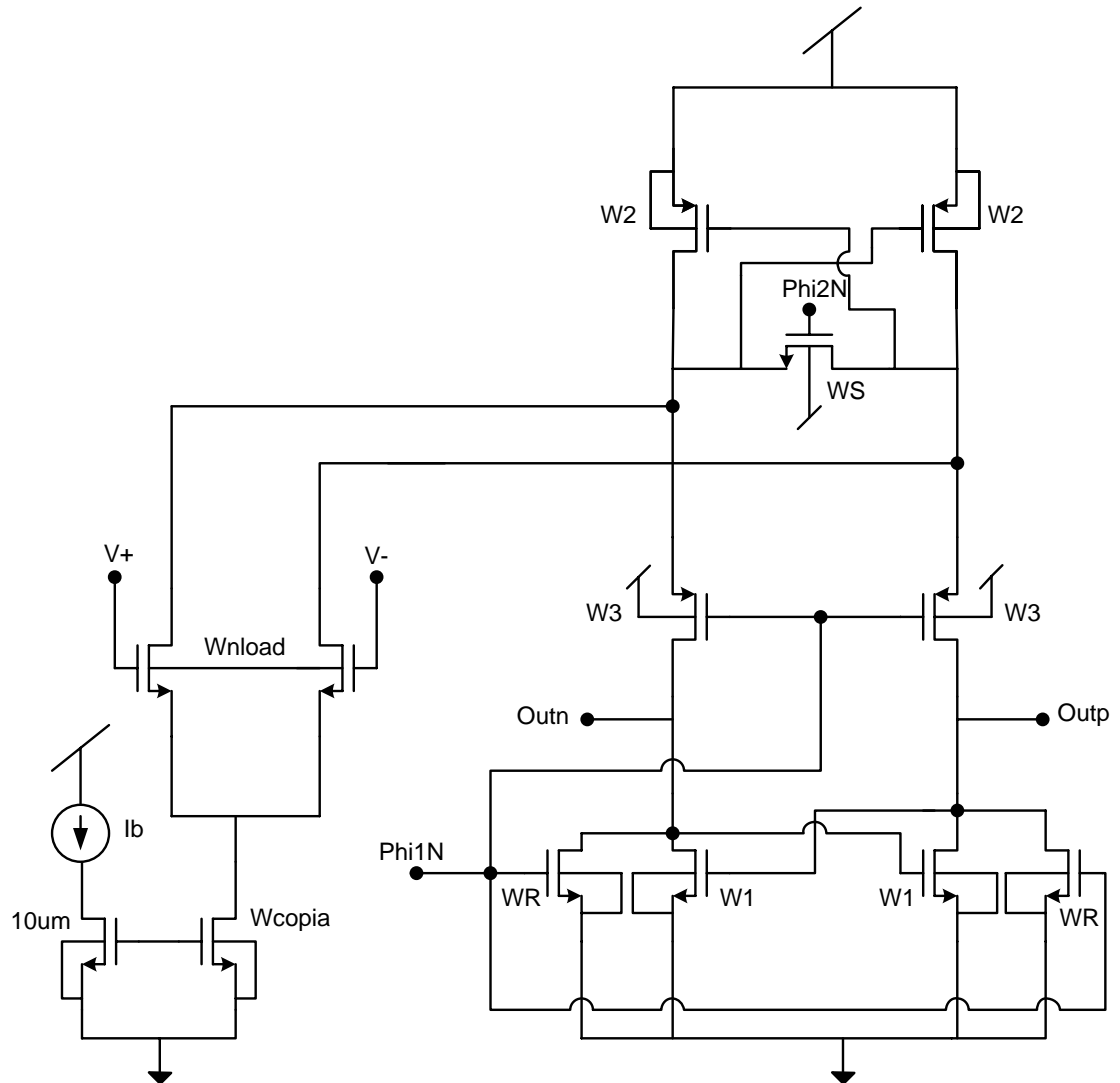 W2
W2
Phi2N
WS
V+
V-
W3
W3
Wnload
Outn
Outp
Ib
Phi1N
WR
W1
W1
WR
10um
Wcopia